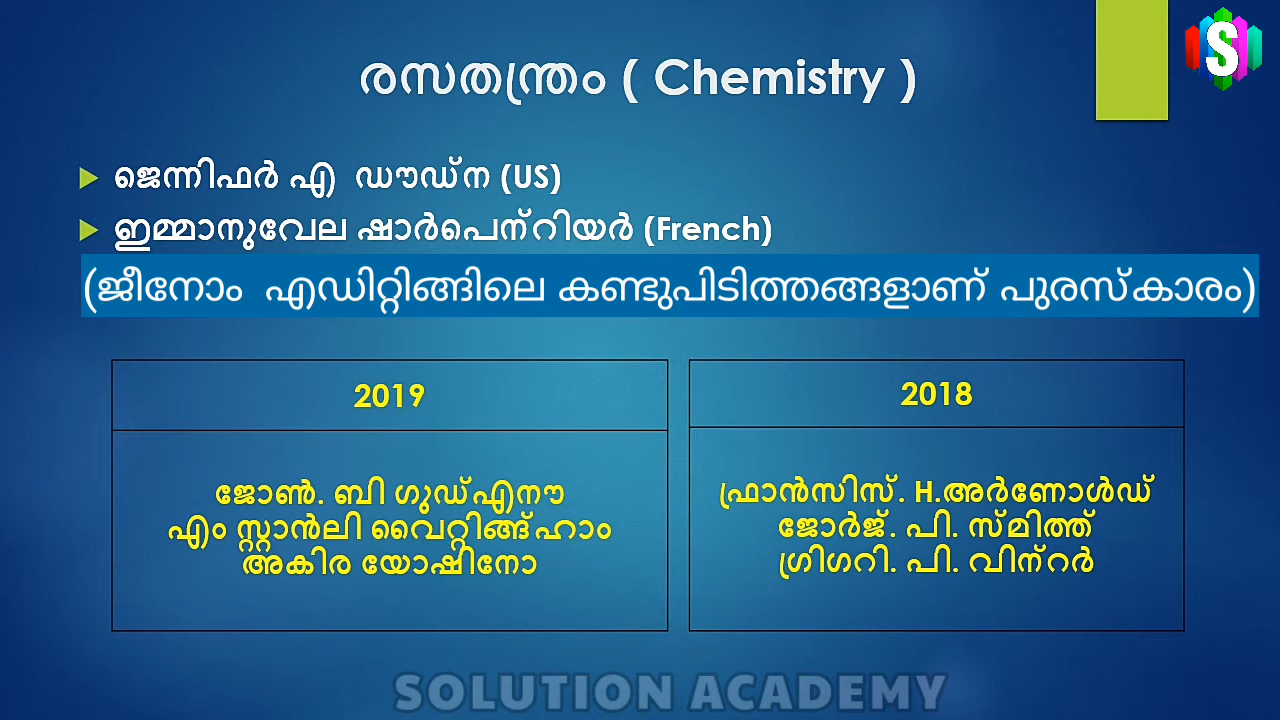 രസതന്ത്രം ( Chemistry )
S
ജെന്നിഫർ എ ഡൗഡ്ന (US)
ഇമ്മാനുവേല ഷാർപെന്റിയർ (French)
(ജീനോം എഡിറ്റിങ്ങിലെ കണ്ടുപിടിത്തങ്ങളാണ് പുരസ്കാരം)
2019
ജോൺ. ബി ഗുഡ്എനൗ
എം സ്റ്റാൻലി വൈറ്റിങ്ങ്ഹാം
അകിര യോഷിനോ
2018
ഫ്രാൻസിസ്. H.അർണോൾഡ്
ജോർജ്. പി. സ്മിത്ത്
ഗ്രിഗറി. പി. വിന്റർ
SOLUTION ACADEMY